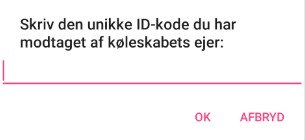 Skriv den unikke ID-kode du har
modtaget af køleskabets ejer:
OK AFBRYD